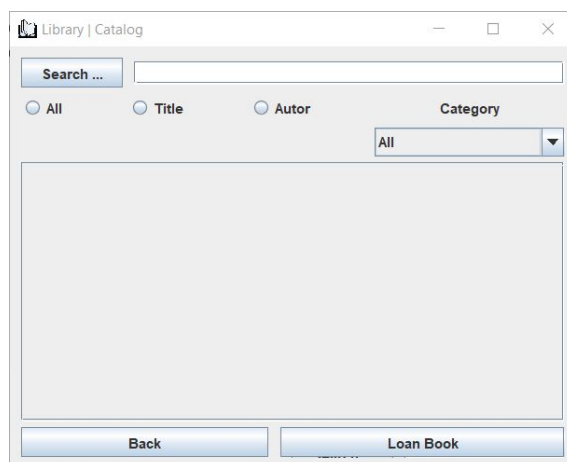 Library | Catalog
Search ...
All Title Autor Category
All
Back Loan Book